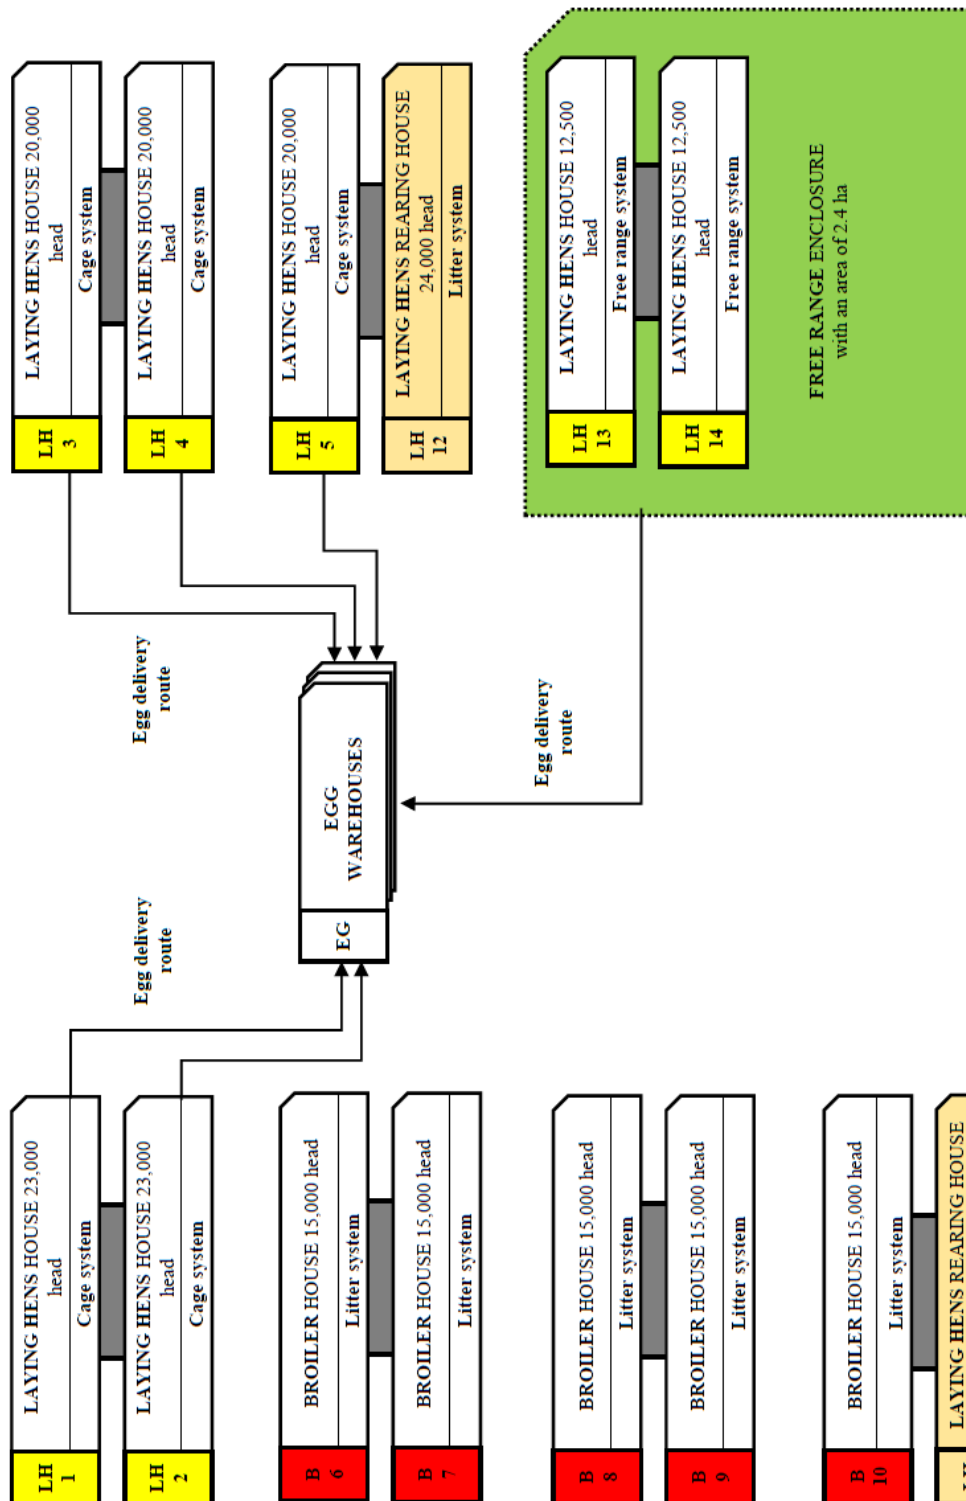 LH
3
LAYING HENS HOUSE 20,000
head
Cage system
LH
4
LAYING HENS HOUSE 20,000
head
Cage system
LH
5
LAYING HENS HOUSE 20,000
head
Cage system
LH
12
LAYING HENS REARING HOUSE
24,000 head
Litter system
LH
13
LAYING HENS HOUSE 12,500
head
Free range system
LH
14
LAYING HENS HOUSE 12,500
head
Free range system
FREE RANGE ENCLOSURE
with an area of 2.4 ha
Egg delivery
route
Egg delivery
route
Egg delivery
route
EG
EGG
WAREHOUSES
LH
1
LAYING HENS HOUSE 23,000
head
Cage system
LH
2
LAYING HENS HOUSE 23,000
head
Cage system
B
6
BROILER HOUSE 15,000 head
Litter system
B
7
BROILER HOUSE 15,000 head
Litter system
B
8
BROILER HOUSE 15,000 head
Litter system
B
9
BROILER HOUSE 15,000 head
Litter system
B
10
BROILER HOUSE 15,000 head
Litter system
LH
LAYING HENS REARING HOUSE